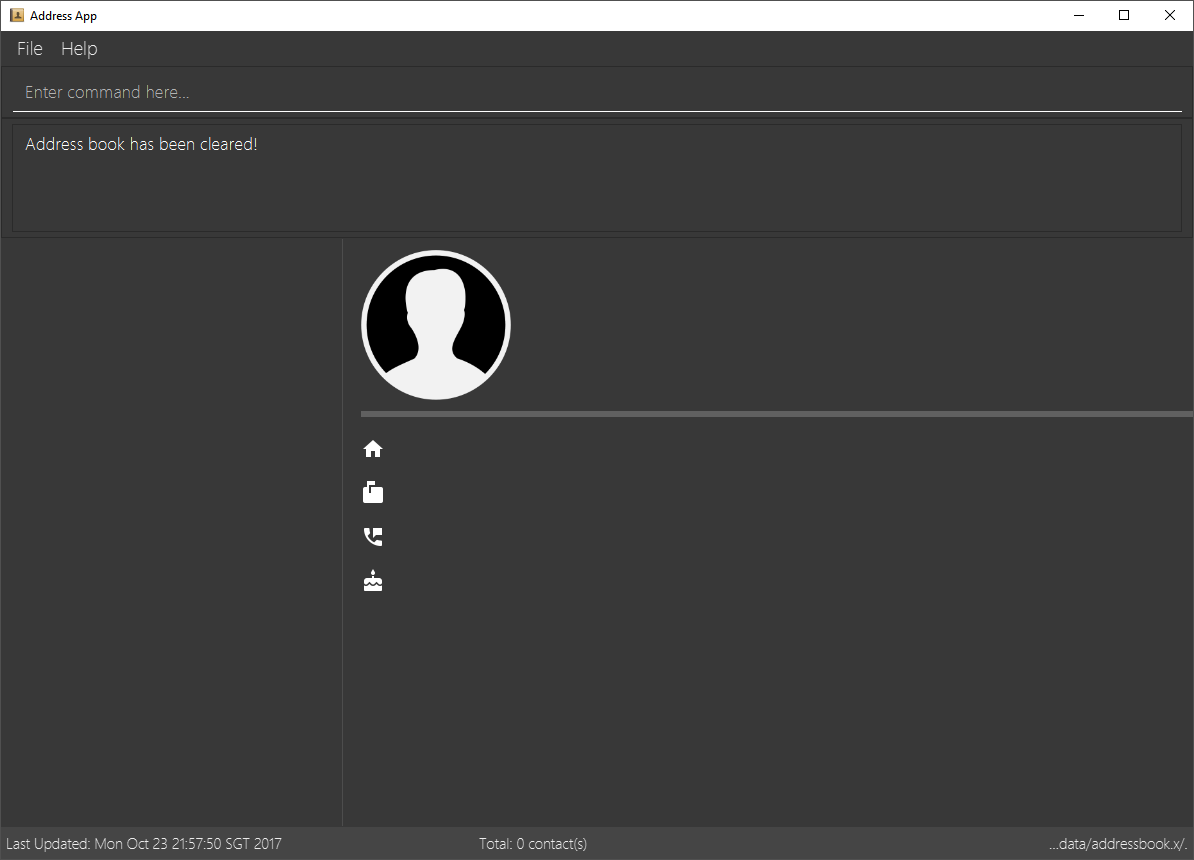 Address App
File Help
Enter command here...
Address book has been cleared!
Last Updated: Mon Oct 23 21:57:50 SGT 2017
Total: 0 contact(s)
...data/addressbook.x/.